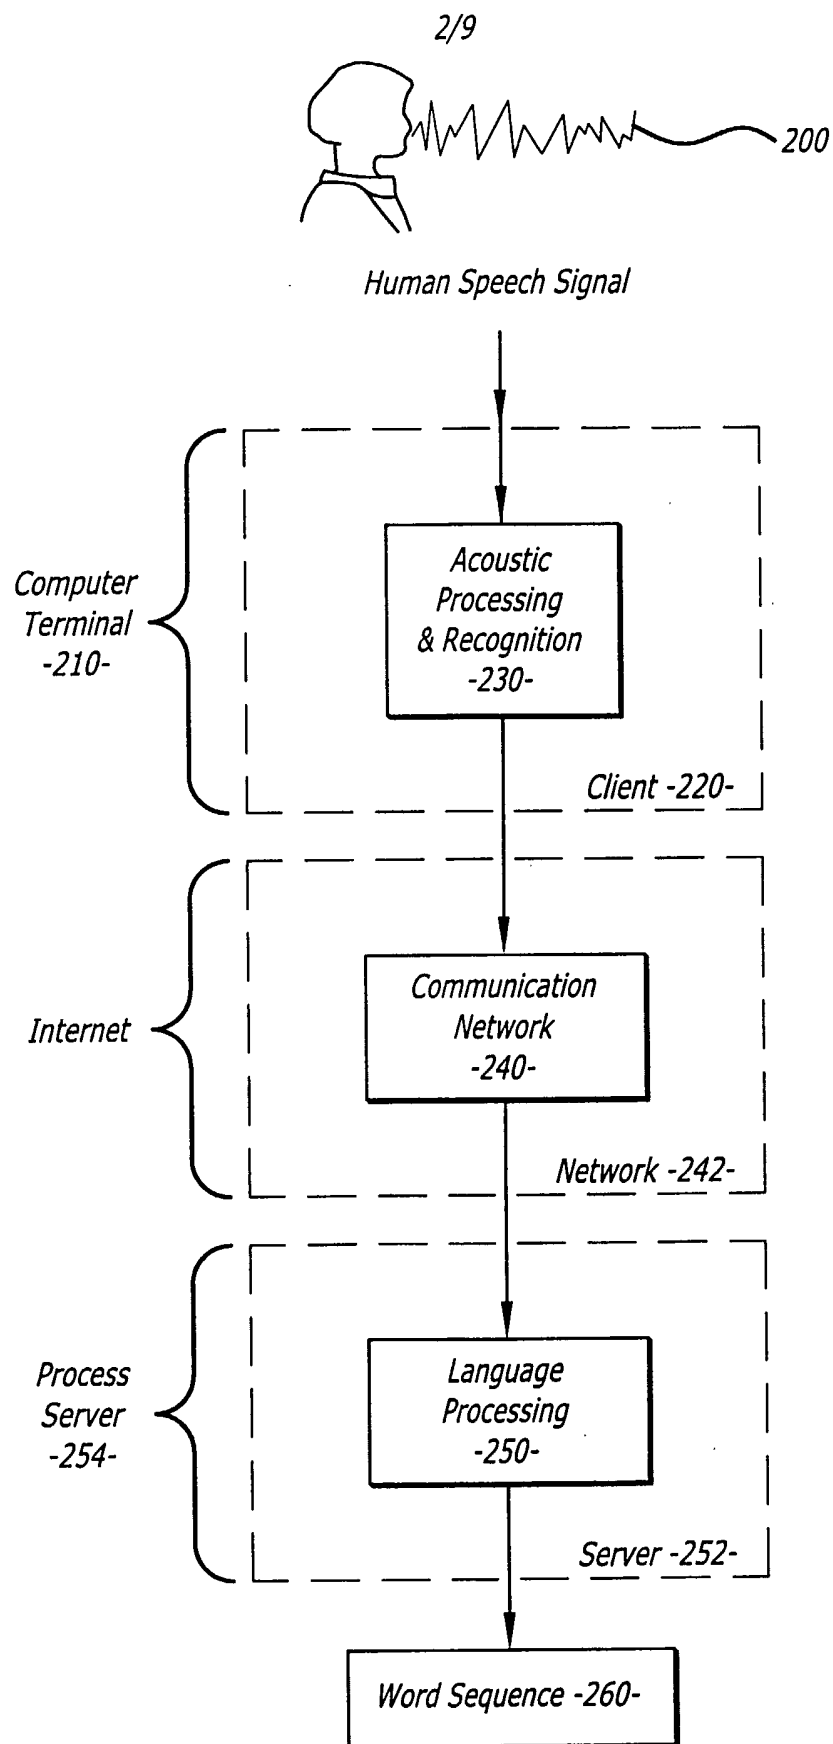 2/9
200
Human Speech Signal
Acoustic
Processing
& Recognition
-230-
Computer
Terminal
-210-
Client -220-
Communication
Network
-240-
Internet
Network -242-
Language
Processing
-250-
Process
Server
-254-
Server -252-
Word Sequence -260-